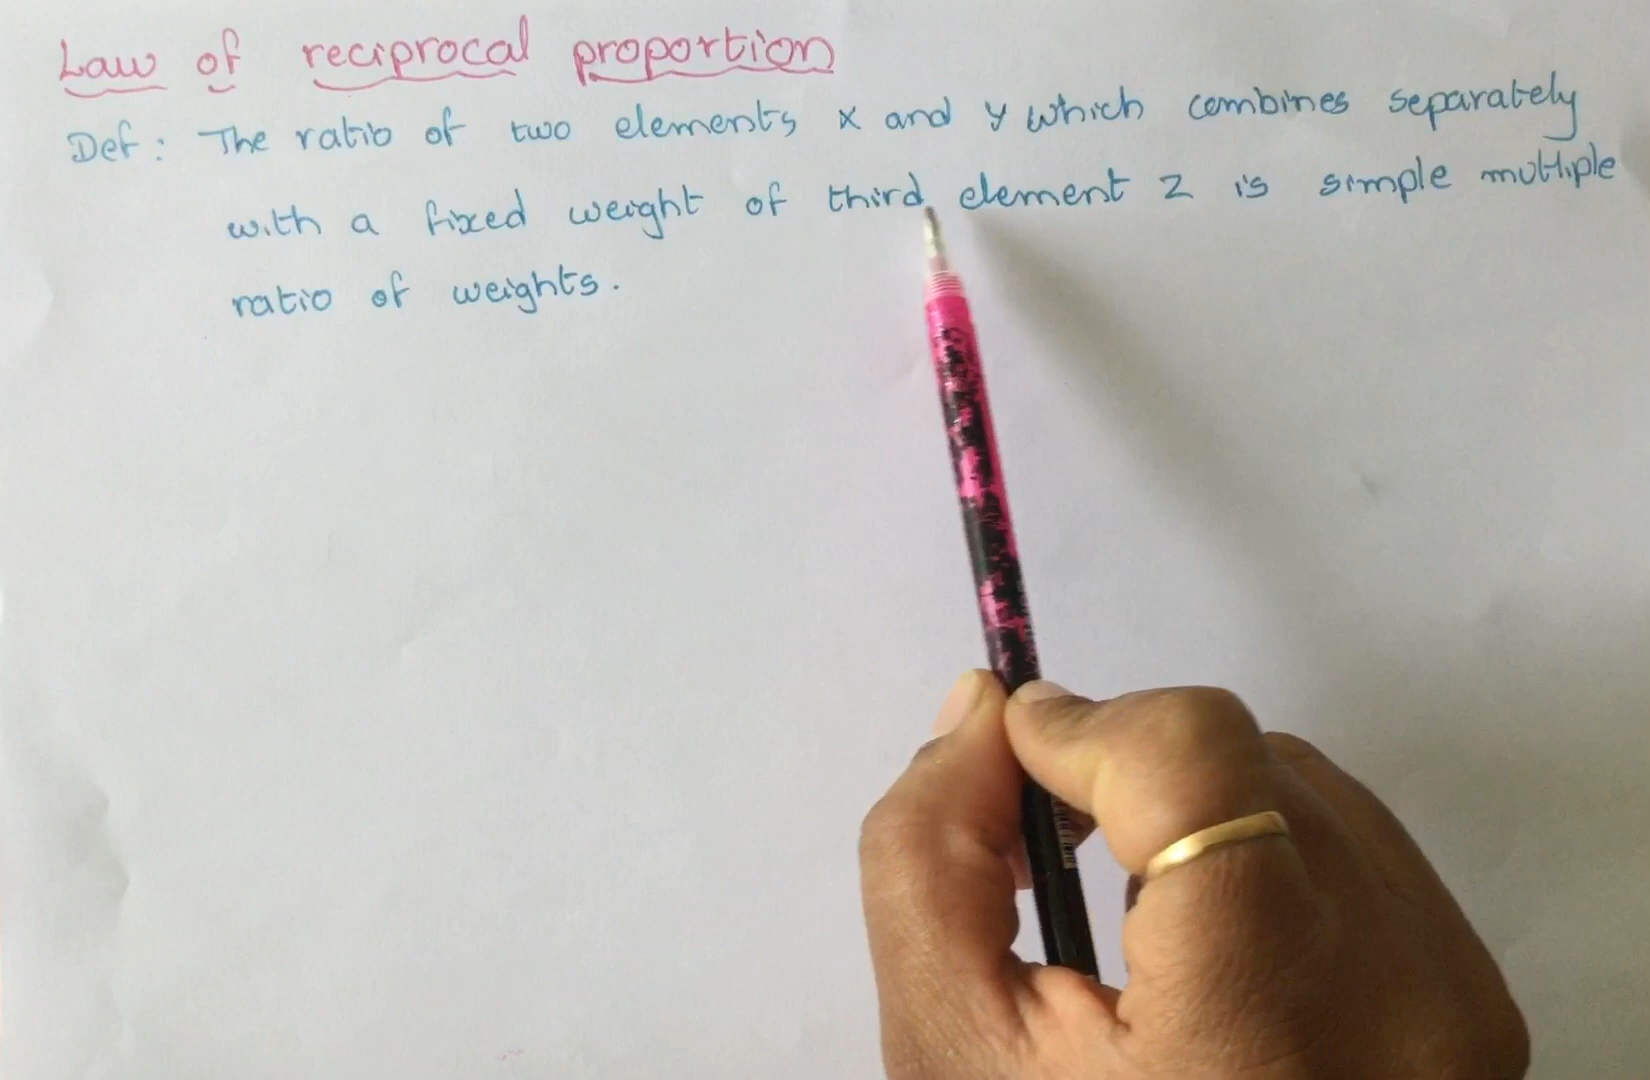 Law of reciprocal proportion
Def: The ratio of two elements x and y which combines separately
with a fixed weight of third element z is simple multiple
ratio of weights.